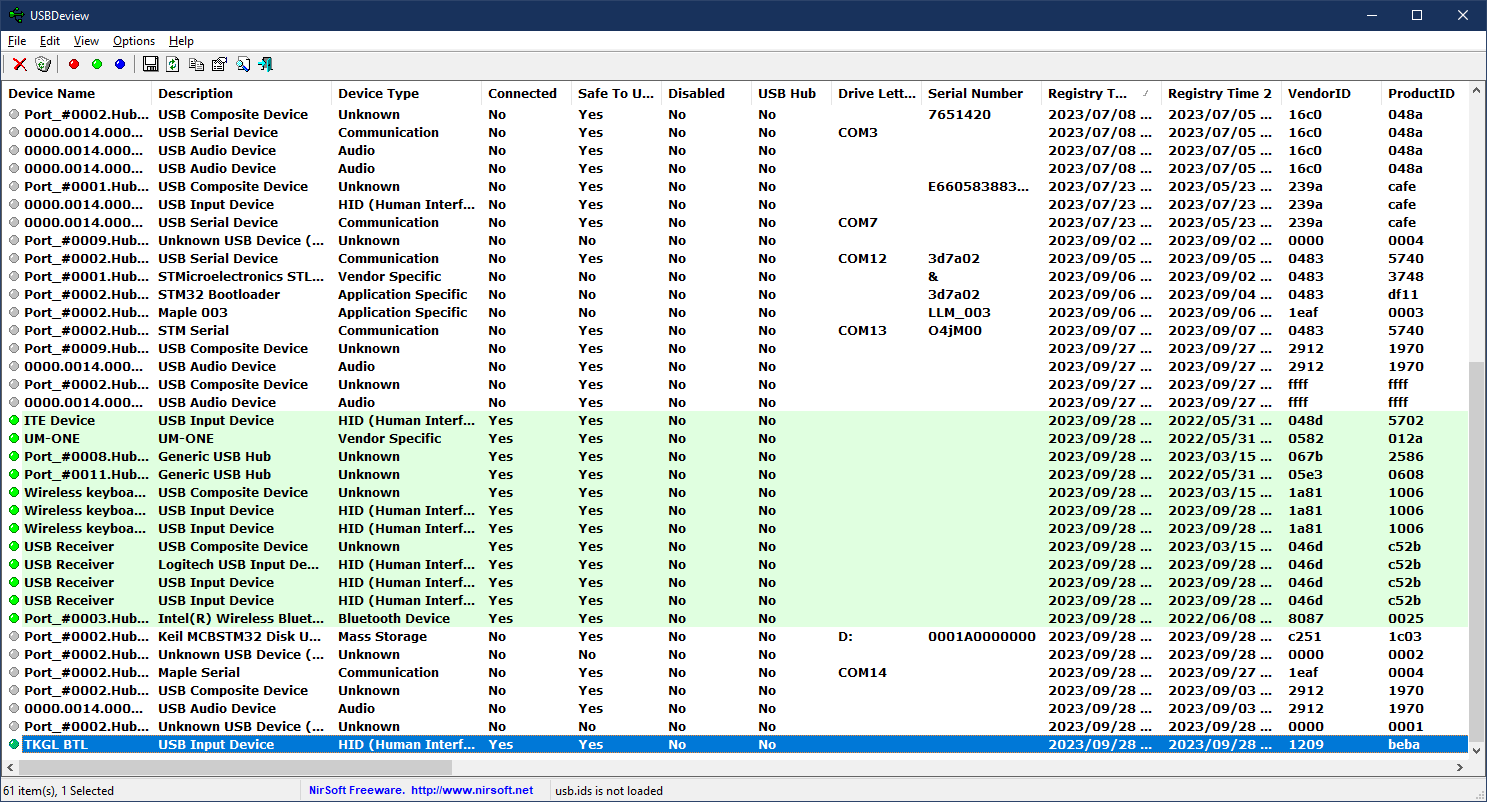 USBDeview
File Edit View Options Help
Device Name Description Device Type Connected Safe To U... Disabled USB Hub Drive Lett... Serial Number Registry T... Registry Time 2 VendorID ProductID
Port_#0002.Hub... USB Composite Device Unknown No Yes No No 7651420 2023/07/08 ... 2023/07/05 ... 16c0 048a
0000.0014.000... USB Serial Device Communication No Yes No No COM3 2023/07/08 ... 2023/07/05 ... 16c0 048a
0000.0014.000... USB Audio Device Audio No Yes No No 2023/07/08 ... 2023/07/05 ... 16c0 048a
0000.0014.000... USB Audio Device Audio No Yes No No 2023/07/08 ... 2023/07/05 ... 16c0 048a
Port_#0001.Hub... USB Composite Device Unknown No Yes No No E660583883... 2023/07/23 ... 2023/05/23 ... 239a cafe
0000.0014.000... USB Input Device HID (Human Interf... No Yes No No 2023/07/23 ... 2023/05/23 ... 239a cafe
0000.0014.000... USB Serial Device Communication No Yes No No COM7 2023/07/23 ... 2023/05/23 ... 239a cafe
Port_#0009.Hub... Unknown USB Device (... Unknown No No No No 2023/09/02 ... 2023/09/02 ... 0000 0004
Port_#0002.Hub... USB Serial Device Communication No Yes No No COM12 3d7a02 2023/09/05 ... 2023/09/05 ... 0483 5740
Port_#0001.Hub... STMicroelectronics STL... Vendor Specific No No No No & 2023/09/06 ... 2023/09/02 ... 0483 3748
Port_#0002.Hub... STM32 Bootloader Application Specific No No No No 3d7a02 2023/09/06 ... 2023/09/04 ... 0483 df11
Port_#0002.Hub... Maple 003 Application Specific No No No No LLM_003 2023/09/06 ... 2023/09/06 ... 1eaf 0003
Port_#0002.Hub... STM Serial Communication No Yes No No COM13 O4jM00 2023/09/07 ... 2023/09/07 ... 0483 5740
Port_#0009.Hub... USB Composite Device Unknown No Yes No No 2023/09/27 ... 2023/09/27 ... 2912 1970
0000.0014.000... USB Audio Device Audio No Yes No No 2023/09/27 ... 2023/09/27 ... 2912 1970
Port_#0002.Hub... USB Composite Device Unknown No Yes No No 2023/09/27 ... 2023/09/27 ... ffff ffff
0000.0014.000... USB Audio Device Audio No Yes No No 2023/09/27 ... 2023/09/27 ... ffff ffff
ITE Device USB Input Device HID (Human Interf... Yes Yes No No 2023/09/28 ... 2022/05/31 ... 048d 5702
UM-ONE UM-ONE Vendor Specific Yes Yes No No 2023/09/28 ... 2022/05/31 ... 0582 012a
Port_#0008.Hub... Generic USB Hub Unknown Yes Yes No No 2023/09/28 ... 2023/03/15 ... 067b 2586
Port_#0011.Hub... Generic USB Hub Unknown Yes Yes No No 2023/09/28 ... 2022/05/31 ... 05e3 0608
Wireless keyboa... USB Composite Device Unknown Yes Yes No No 2023/09/28 ... 2023/03/15 ... 1a81 1006
Wireless keyboa... USB Input Device HID (Human Interf... Yes Yes No No 2023/09/28 ... 2023/09/28 ... 1a81 1006
Wireless keyboa... USB Input Device HID (Human Interf... Yes Yes No No 2023/09/28 ... 2023/09/28 ... 1a81 1006
USB Receiver USB Composite Device Unknown Yes Yes No No 2023/09/28 ... 2023/03/15 ... 046d c52b
USB Receiver Logitech USB Input De... HID (Human Interf... Yes Yes No No 2023/09/28 ... 2023/09/28 ... 046d c52b
USB Receiver USB Input Device HID (Human Interf... Yes Yes No No 2023/09/28 ... 2023/09/28 ... 046d c52b
USB Receiver USB Input Device HID (Human Interf... Yes Yes No No 2023/09/28 ... 2023/09/28 ... 046d c52b
Port_#0003.Hub... Intel(R) Wireless Bluet... Bluetooth Device Yes Yes No No 2023/09/28 ... 2022/06/08 ... 8087 0025
Port_#0002.Hub... Keil MCBSTM32 Disk U... Mass Storage No Yes No No D: 0001A0000000 2023/09/28 ... 2023/09/28 ... c251 1c03
Port_#0002.Hub... Unknown USB Device (... Unknown No No No No 2023/09/28 ... 2023/09/28 ... 0000 0002
Port_#0002.Hub... Maple Serial Communication No Yes No No COM14 2023/09/28 ... 2023/09/27 ... 1eaf 0004
Port_#0002.Hub... USB Composite Device Unknown No Yes No No 2023/09/28 ... 2023/09/03 ... 2912 1970
0000.0014.000... USB Audio Device Audio No Yes No No 2023/09/28 ... 2023/09/03 ... 2912 1970
Port_#0002.Hub... Unknown USB Device (... Unknown No No No No 2023/09/28 ... 2023/09/28 ... 0000 0001
TKGL BTL USB Input Device HID (Human Interf... Yes Yes No No 2023/09/28 ... 2023/09/28 ... 1209 beba
61 item(s), 1 Selected NirSoft Freeware. http://www.nirsoft.net usb.ids is not loaded